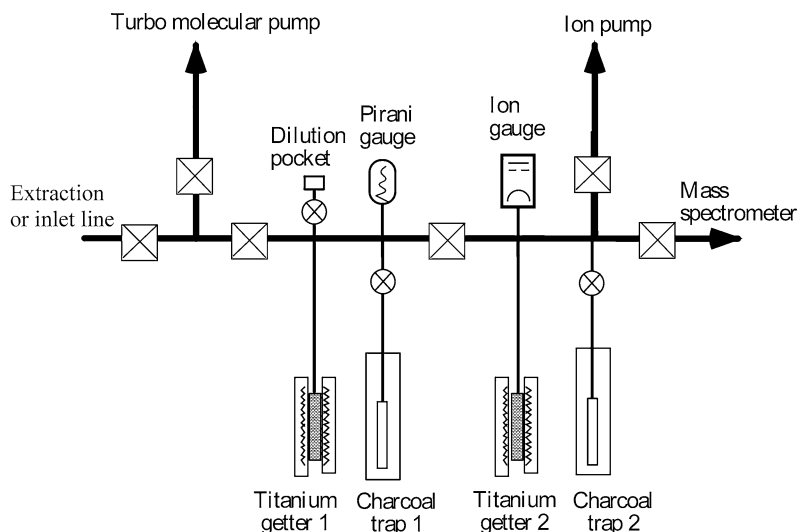 Turbo molecular pump
Ion pump
Dilution
pocket
Pirani
gauge
Ion
gauge
Extraction
or inlet line
Mass
spectrometer
Titanium
getter 1
Charcoal
trap 1
Titanium
getter 2
Charcoal
trap 2